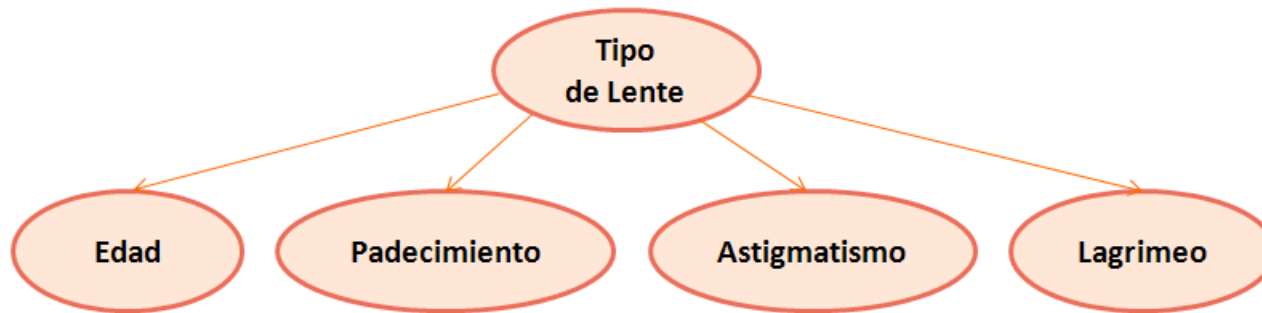 Tipo
de Lente
Edad
Padecimiento
Astigmatismo
Lagrimeo